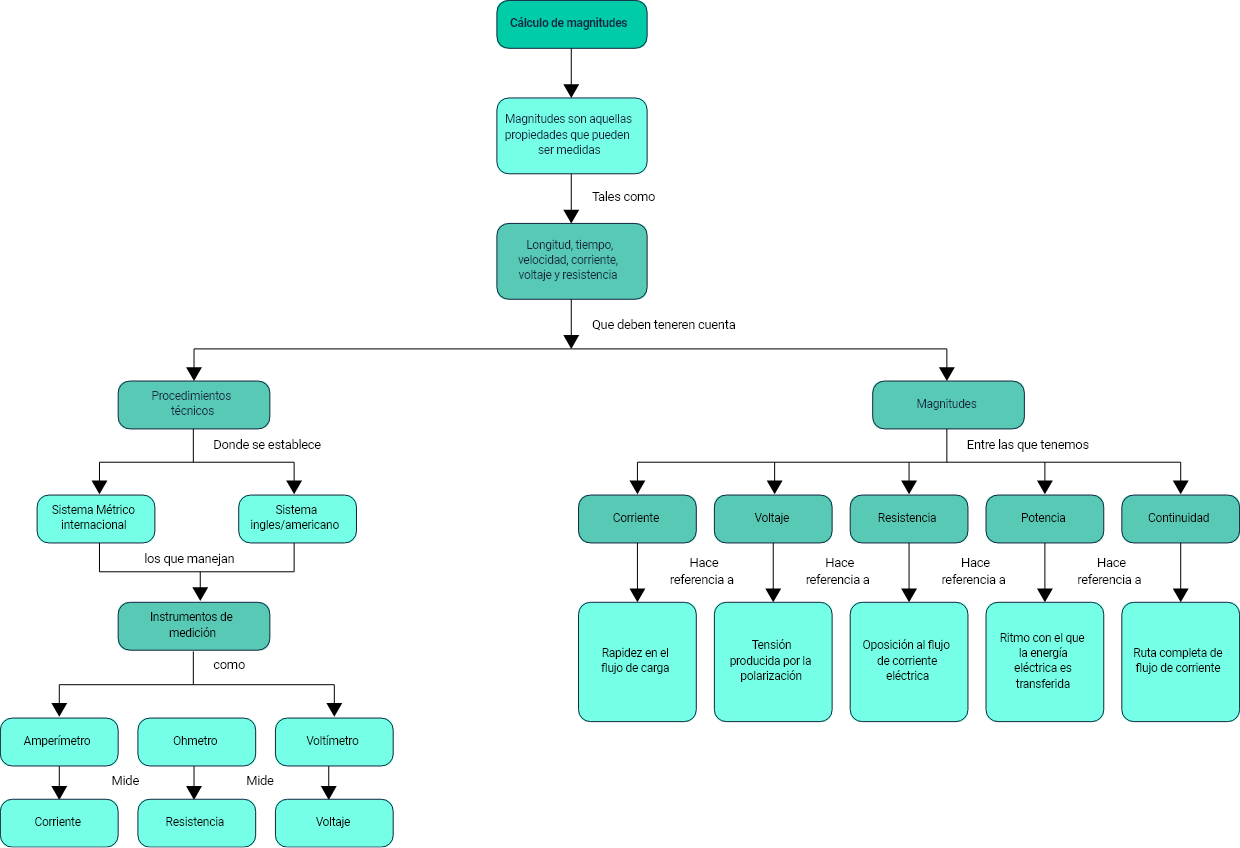 Cálculo de magnitudes
Magnitudes son aquellas
propiedades que pueden
ser medidas
Tales como
Longitud, tiempo,
velocidad, corriente,
voltaje y resistencia
Que deben teneren cuenta
Procedimientos
técnicos
Magnitudes
Donde se establece
Entre las que tenemos
Sistema Métrico
internacional
Sistema
ingles/americano
Corriente
Voltaje
Resistencia
Potencia
Continuidad
los que manejan
Hace
referencia a
Hace
referencia a
Hace
referencia a
Hace
referencia a
Instrumentos de
medición
Rapidez en el
flujo de carga
Tensión
producida por la
polarización
Oposición al flujo
de corriente
eléctrica
Ritmo con el que
la energía
eléctrica es
transferida
Ruta completa de
flujo de corriente
como
Amperímetro
Ohmetro
Voltímetro
Mide
Mide
Corriente
Resistencia
Voltaje